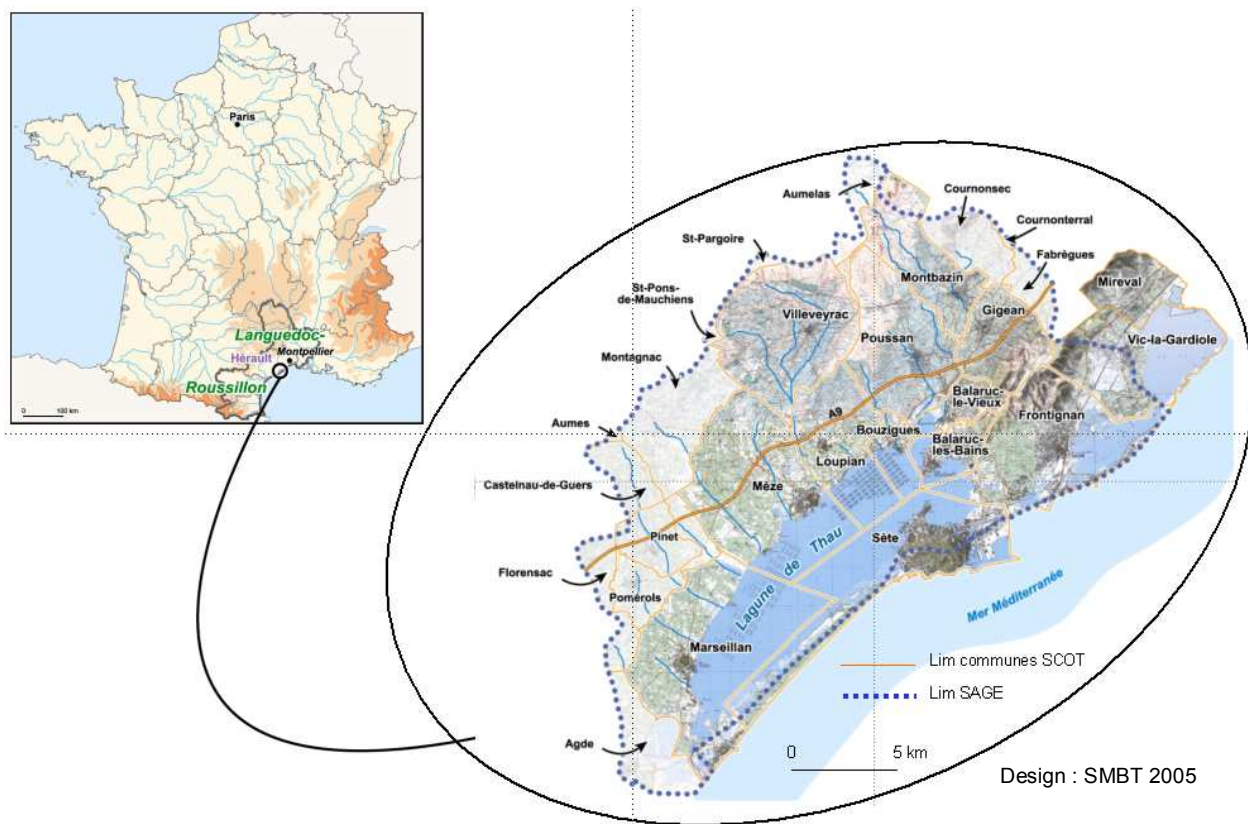 Paris
Languedoc-
Hérault
Montpellier
Roussillon
0 100 km
Aumelas
Cournonsec
Cournonterral
St-Pargoire
Fabrègues
Montbazin
Mireval
St-Pons-
de-Mauchiens
Villeveyrac
Gigean
Poussan
Vic-la-Gardiole
Montagnac
Balaruc-
le-Vieux
Frontignan
A9
Aumes
Bouzigues
Balaruc-
les-Bains
Loupian
Castelnau-de-Guers
Mèze
Pinet
Sète
Lagune de Thau
Florensac
Pomérols
Mer Méditerranée
Marseillan
Lim communes SCOT
Lim SAGE
Agde
0 5 km
Design : SMBT 2005